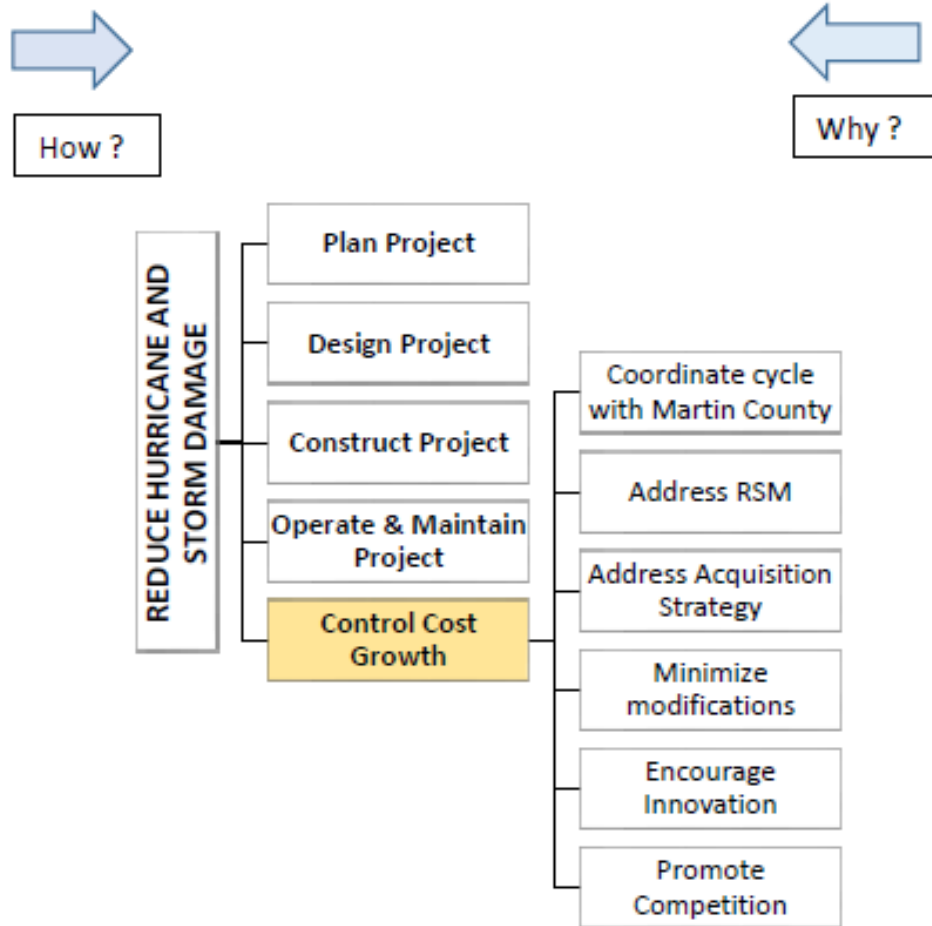 How ?
Why ?
REDUCE HURRICANE AND
STORM DAMAGE
Plan Project
Design Project
Construct Project
Operate & Maintain
Project
Control Cost
Growth
Coordinate cycle
with Martin County
Address RSM
Address Acquisition
Strategy
Minimize
modifications
Encourage
Innovation
Promote
Competition